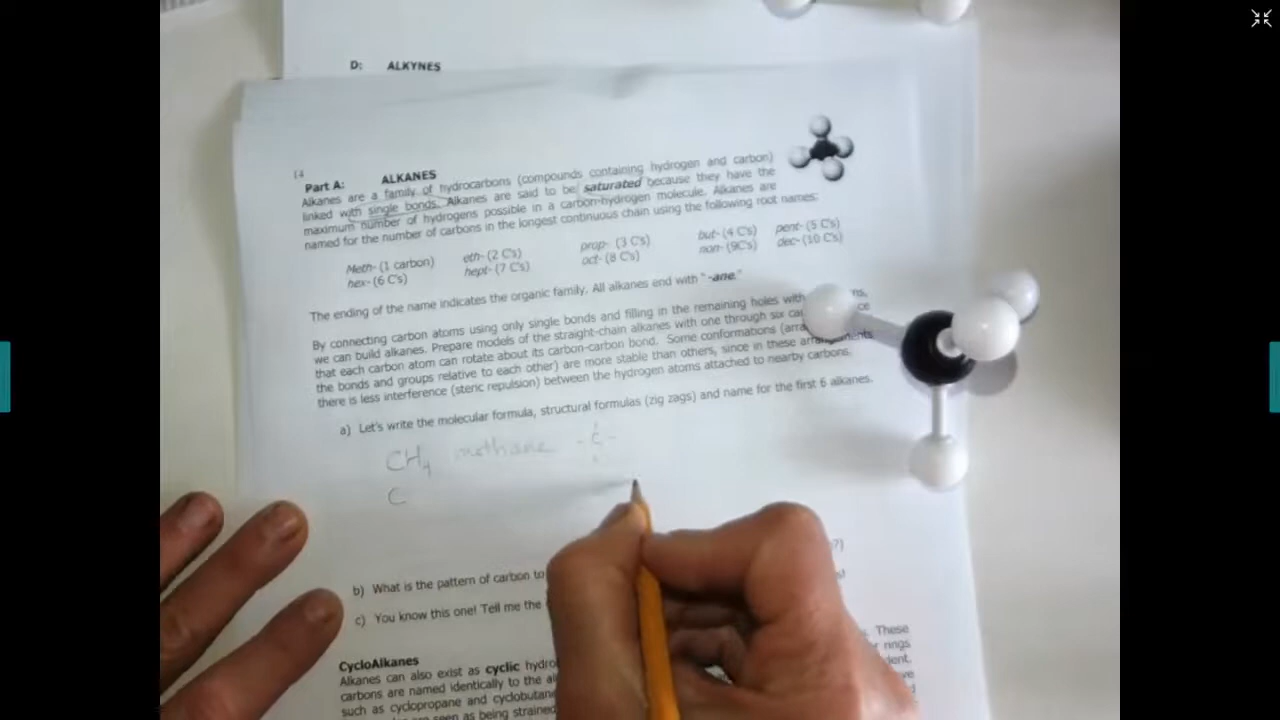 D: ALKYNES
14
Part A: ALKANES
Alkanes are a family of hydrocarbons (compounds containing hydrogen and carbon)
linked with single bonds. Alkanes are said to be saturated because they have the
maximum number of hydrogens possible in a carbon-hydrogen molecule. Alkanes are
named for the number of carbons in the longest continuous chain using the following root names:
Meth- (1 carbon) eth- (2 C's) prop- (3 C's) but- (4 C's) pent- (5 C's)
hex- (6 C's) hept- (7 C's) oct- (8 C's) non- (9C's) dec- (10 C's)
The ending of the name indicates the organic family. All alkanes end with "-ane."
By connecting carbon atoms using only single bonds and filling in the remaining holes with ns,
we can build alkanes. Prepare models of the straight-chain alkanes with one through six ca ce
that each carbon atom can rotate about its carbon-carbon bond. Some conformations (arrangements
the bonds and groups relative to each other) are more stable than others, since in these
there is less interference (steric repulsion) between the hydrogen atoms attached to nearby carbons.
a) Let's write the molecular formula, structural formulas (zig zags) and name for the first 6 alkanes.
CH4 methane -C-
C
b) What is the pattern of carbon to ?)
c) You know this one! Tell me the s!
CycloAlkanes
Alkanes can also exist as cyclic hydro These
carbons are named identically to the al r rings
such as cyclopropane and cyclobutane lent.
as being strained